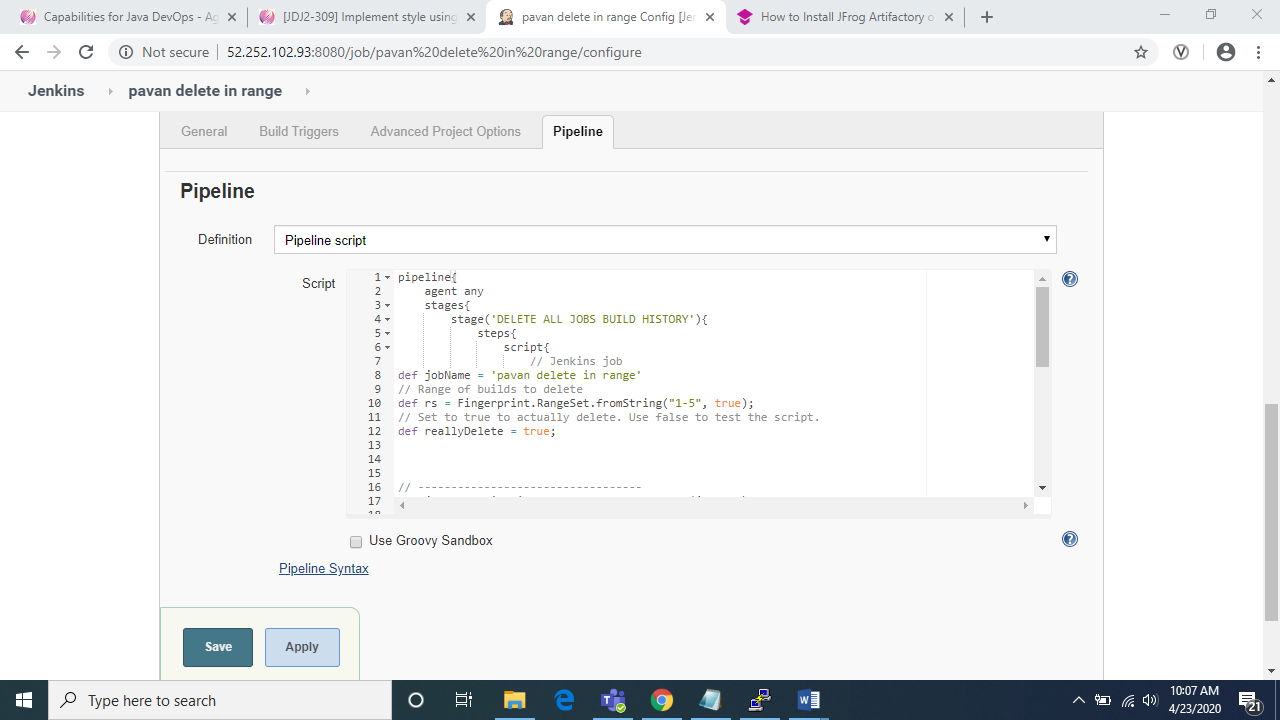 Capabilities for Java DevOps - Ag
[JDJ2-309] Implement style using
pavan delete in range Config [Jen
How to Install JFrog Artifactory o
Not secure
52.252.102.93:8080/job/pavan%20delete%20in%20range/configure
Jenkins
pavan delete in range
General
Build Triggers
Advanced Project Options
Pipeline
Pipeline
Definition
Pipeline script
Script
1 pipeline{
2 agent any
3 stages{
4 stage('DELETE ALL JOBS BUILD HISTORY'){
5 steps{
6 script{
7 // Jenkins job
8 def jobName = 'pavan delete in range'
9 // Range of builds to delete
10 def rs = Fingerprint.RangeSet.fromString("1-5", true);
11 // Set to true to actually delete. Use false to test the script.
12 def reallyDelete = true;
13
14
15
16 // ----------------------------------
17
18
Use Groovy Sandbox
Pipeline Syntax
Save
Apply
Type here to search
10:07 AM
4/23/2020
21